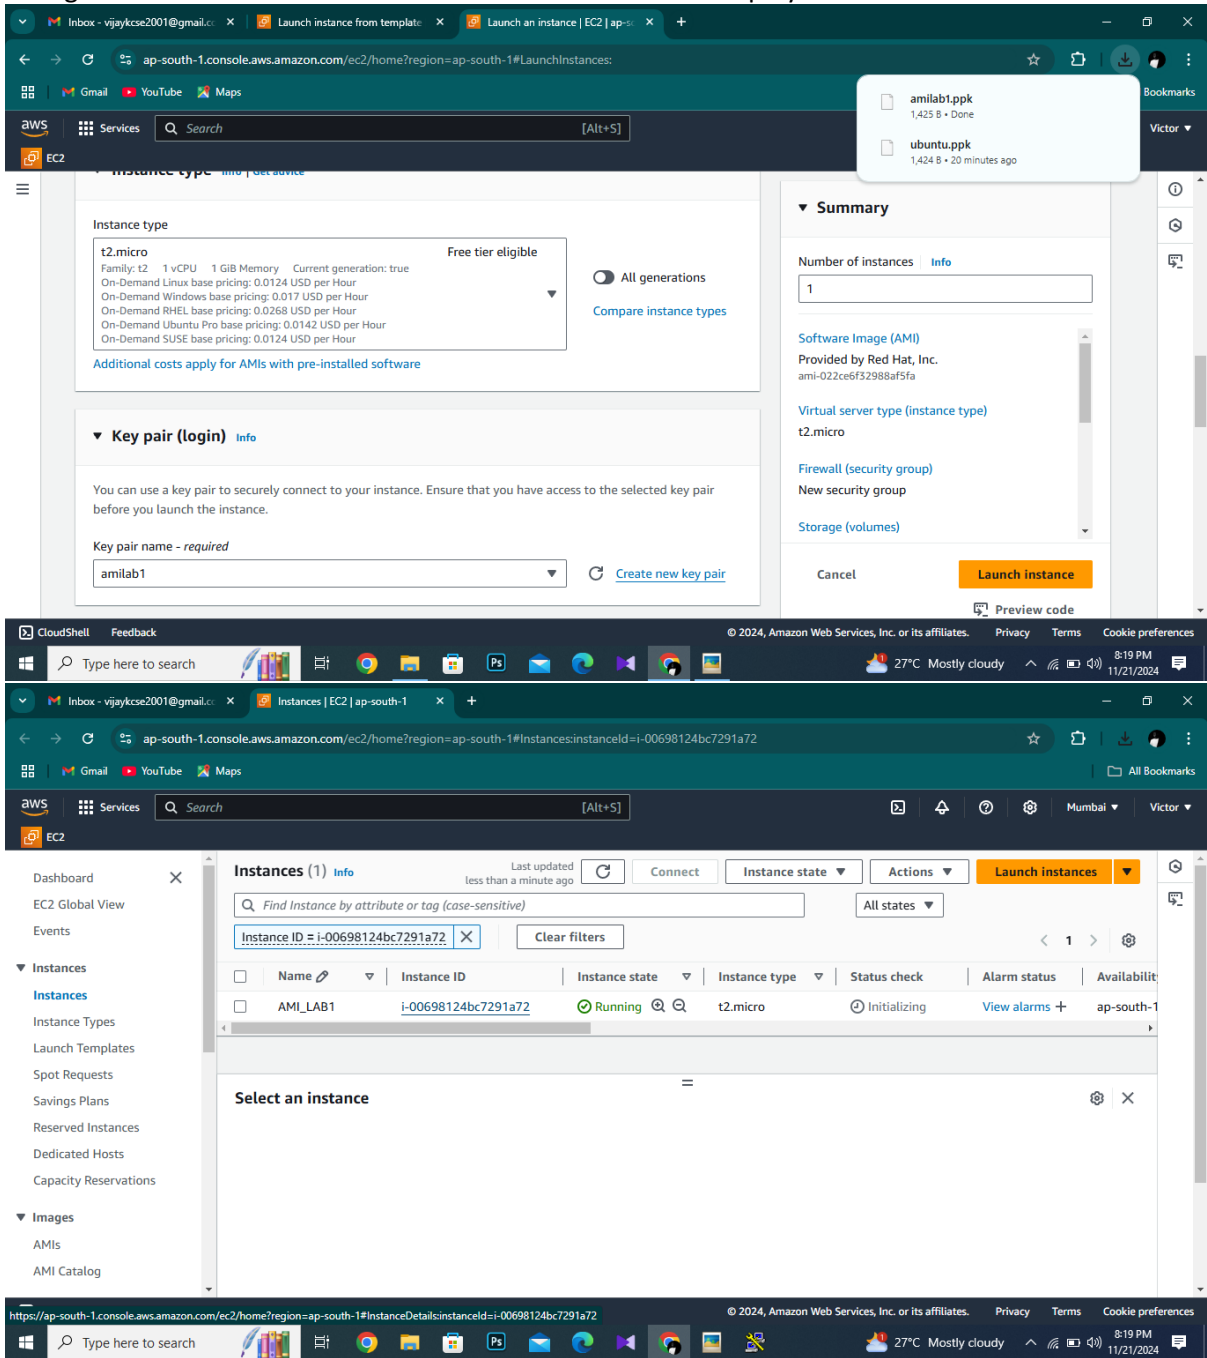 Inbox - vijaykcse2001@gmail.cc
Launch instance from template
Launch an instance | EC2 | ap-sc
ap-south-1.console.aws.amazon.com/ec2/home?region=ap-south-1#LaunchInstances:
Gmail
YouTube
Maps
Bookmarks
amilab1.ppk
1,425 B • Done
ubuntu.ppk
1,424 B • 20 minutes ago
aws
Services
Search
[Alt+S]
Victor
EC2
Instance type Info | Get advice
Instance type
t2.micro
Free tier eligible
Family: t2 1 vCPU 1 GiB Memory Current generation: true
On-Demand Linux base pricing: 0.0124 USD per Hour
On-Demand Windows base pricing: 0.017 USD per Hour
On-Demand RHEL base pricing: 0.0268 USD per Hour
On-Demand Ubuntu Pro base pricing: 0.0142 USD per Hour
On-Demand SUSE base pricing: 0.0124 USD per Hour
All generations
Compare instance types
Additional costs apply for AMIs with pre-installed software
Key pair (login) Info
You can use a key pair to securely connect to your instance. Ensure that you have access to the selected key pair
before you launch the instance.
Key pair name - required
amilab1
Create new key pair
Summary
Number of instances Info
1
Software Image (AMI)
Provided by Red Hat, Inc.
ami-022ce6f32988af5fa
Virtual server type (instance type)
t2.micro
Firewall (security group)
New security group
Storage (volumes)
Cancel
Launch instance
Preview code
CloudShell Feedback
© 2024, Amazon Web Services, Inc. or its affiliates. Privacy Terms Cookie preferences
Type here to search
Ps
27°C Mostly cloudy
8:19 PM
11/21/2024
Inbox - vijaykcse2001@gmail.cc
Instances | EC2 | ap-south-1
ap-south-1.console.aws.amazon.com/ec2/home?region=ap-south-1#Instances:instanceId=i-00698124bc7291a72
Gmail
YouTube
Maps
All Bookmarks
aws
Services
Search
[Alt+S]
Mumbai
Victor
EC2
Dashboard
EC2 Global View
Events
Instances
Instances
Instance Types
Launch Templates
Spot Requests
Savings Plans
Reserved Instances
Dedicated Hosts
Capacity Reservations
Images
AMIs
AMI Catalog
Instances (1) Info
Last updated
less than a minute ago
Connect
Instance state
Actions
Launch instances
Find Instance by attribute or tag (case-sensitive)
All states
Instance ID = i-00698124bc7291a72
Clear filters
1
Name Instance ID Instance state Instance type Status check Alarm status Availabilit
AMI_LAB1 i-00698124bc7291a72 Running t2.micro Initializing View alarms ap-south-1
Select an instance
https://ap-south-1.console.aws.amazon.com/ec2/home?region=ap-south-1#InstanceDetails:instanceId=i-00698124bc7291a72
© 2024, Amazon Web Services, Inc. or its affiliates. Privacy Terms Cookie preferences
Type here to search
Ps
27°C Mostly cloudy
8:19 PM
11/21/2024